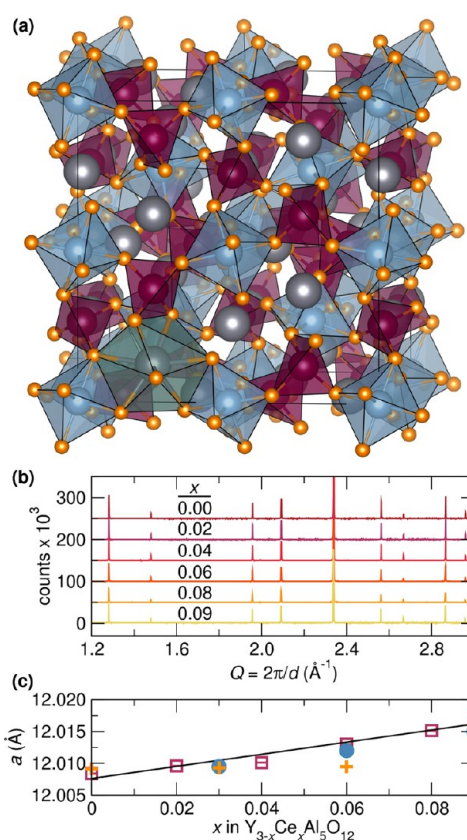 (a)
(b)
x
0.00
0.02
0.04
0.06
0.08
0.09
300
200
100
0
counts x 10³
1.2 1.6 2.0 2.4 2.8
Q = 2π/d (Å⁻¹)
(c)
12.020
12.015
12.010
12.005
a (Å)
0 0.02 0.04 0.06 0.08
x in Y₃₋ₓCeₓAl₅O₁₂